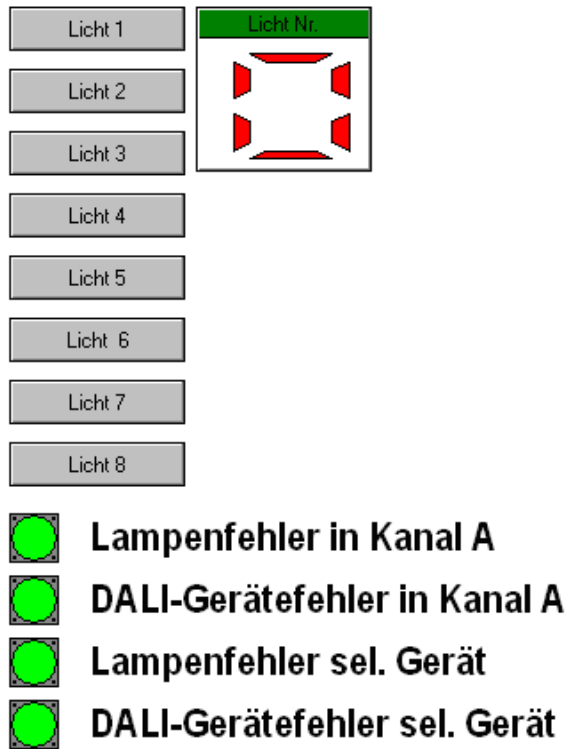 Licht 1
Licht Nr.
Licht 2
Licht 3
Licht 4
Licht 5
Licht 6
Licht 7
Licht 8
Lampenfehler in Kanal A
DALI-Gerätefehler in Kanal A
Lampenfehler sel. Gerät
DALI-Gerätefehler sel. Gerät